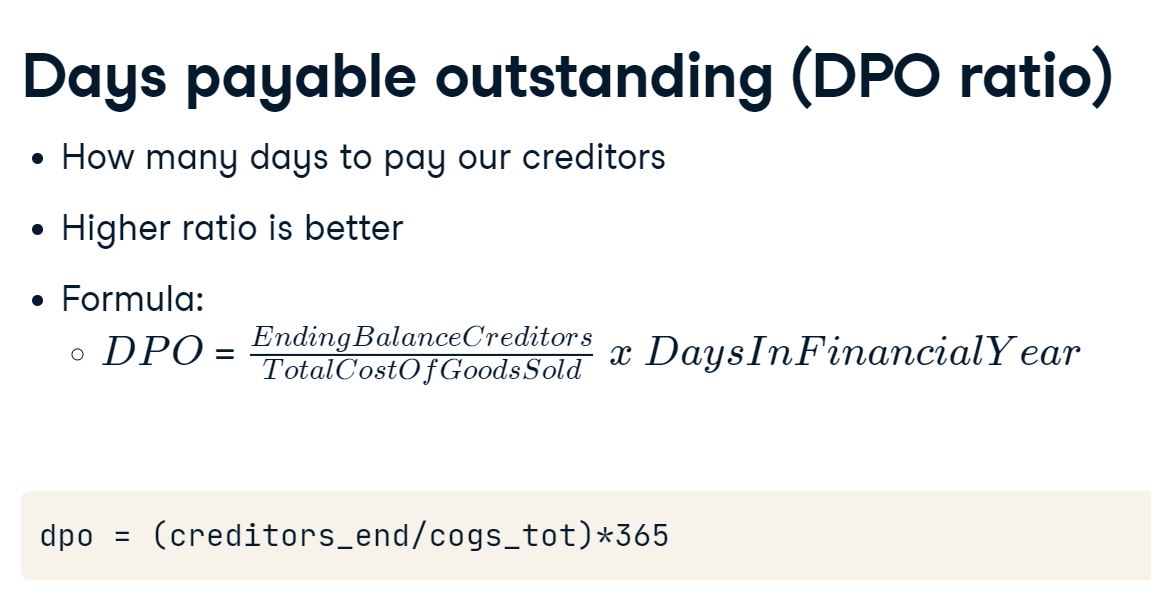 Days payable outstanding (DPO ratio)
• How many days to pay our creditors
• Higher ratio is better
• Formula:
○ DPO = EndingBalanceCreditors / TotalCostOfGoodsSold x DaysInFinancialYear
dpo = (creditors_end/cogs_tot)*365